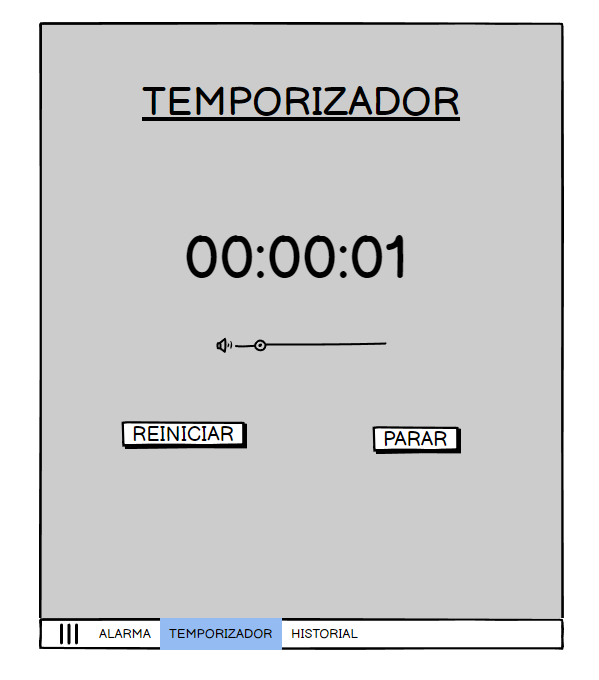 TEMPORIZADOR
00:00:01
REINICIAR PARAR
ALARMA TEMPORIZADOR HISTORIAL